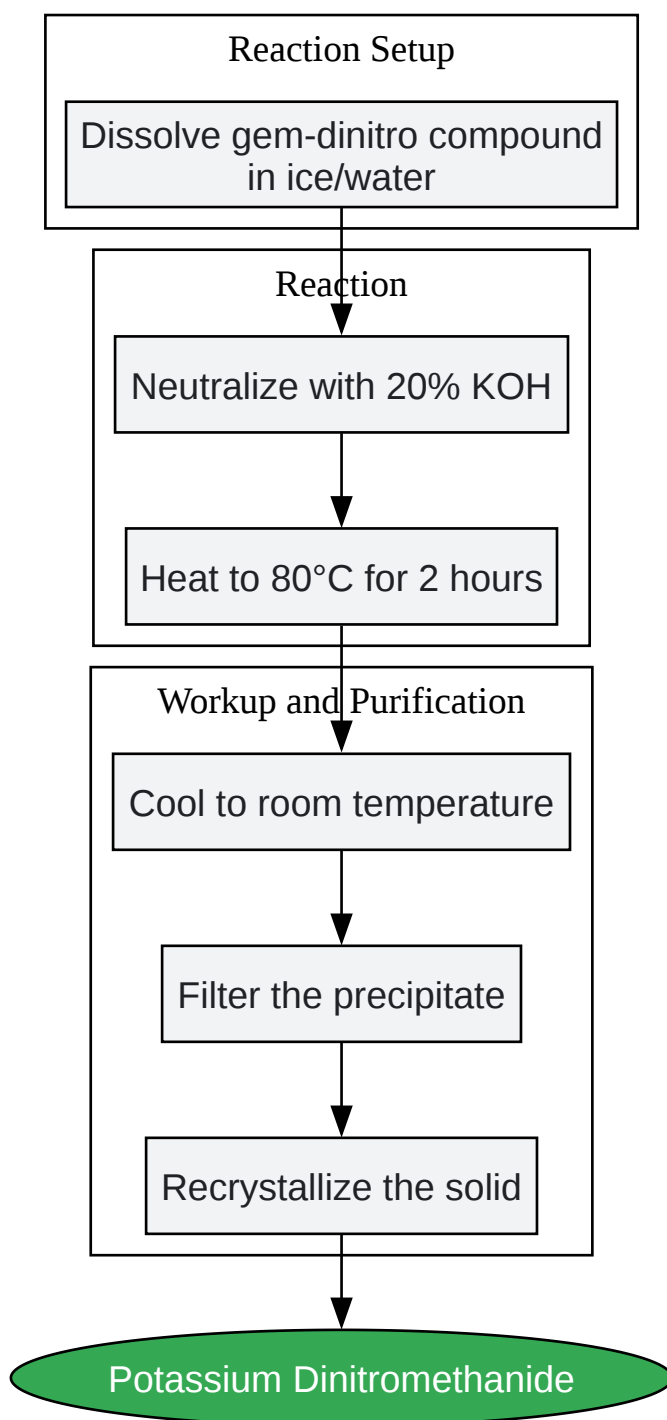 Reaction Setup
Dissolve gem-dinitro compound
in ice/water
Reaction
Neutralize with 20% KOH
Heat to 80°C for 2 hours
Workup and Purification
Cool to room temperature
Filter the precipitate
Recrystallize the solid
Potassium Dinitromethanide